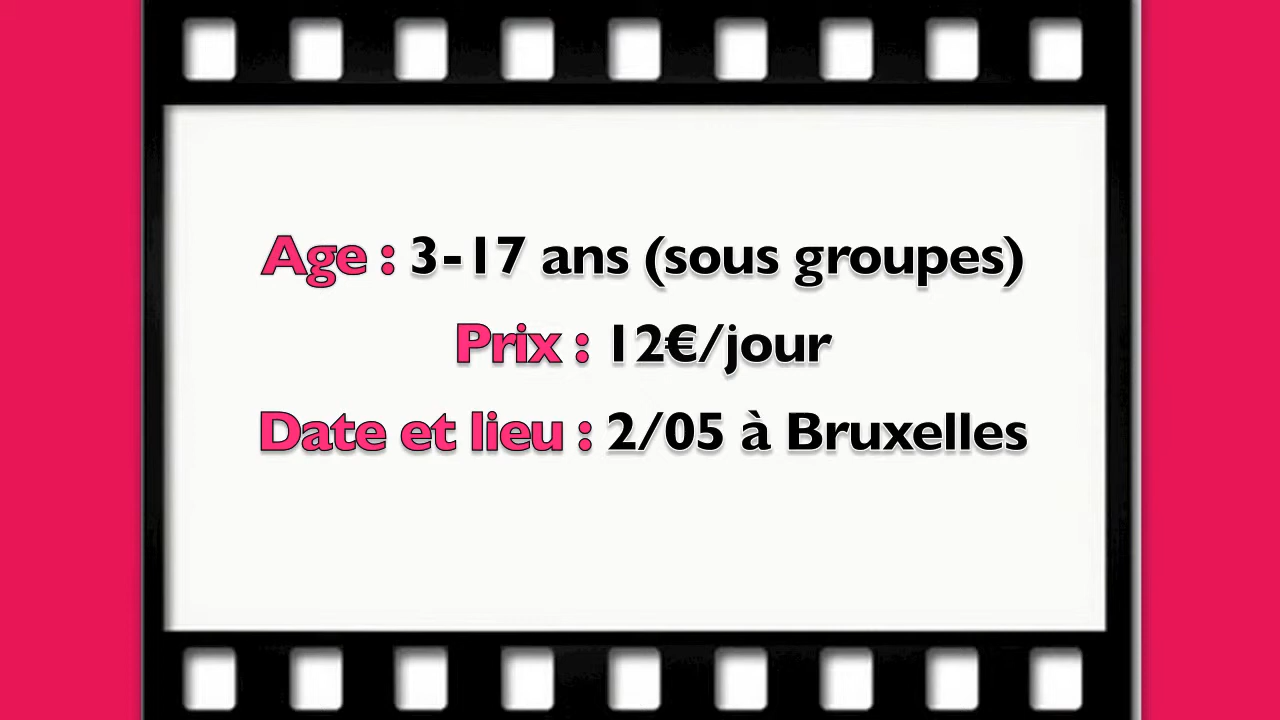 Age : 3-17 ans (sous groupes)
Prix : 12€/jour
Date et lieu : 2/05 à Bruxelles